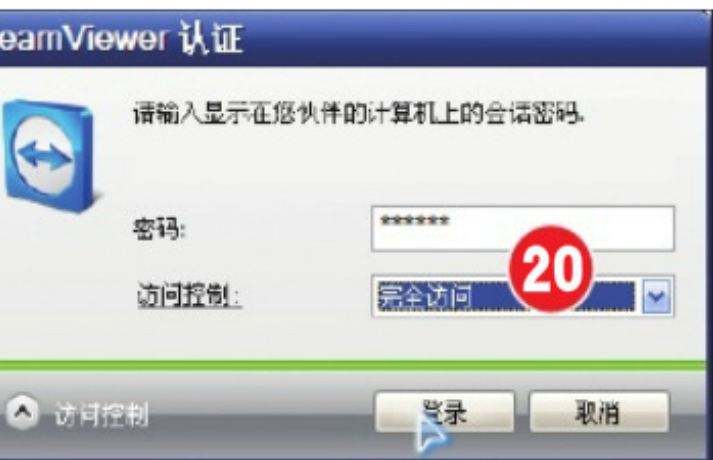 eamViewer 认证
请输入显示在您伙伴的计算机上的会话密码.
密码:
******
访问控制:
完全访问
20
访问控制
登录
取消